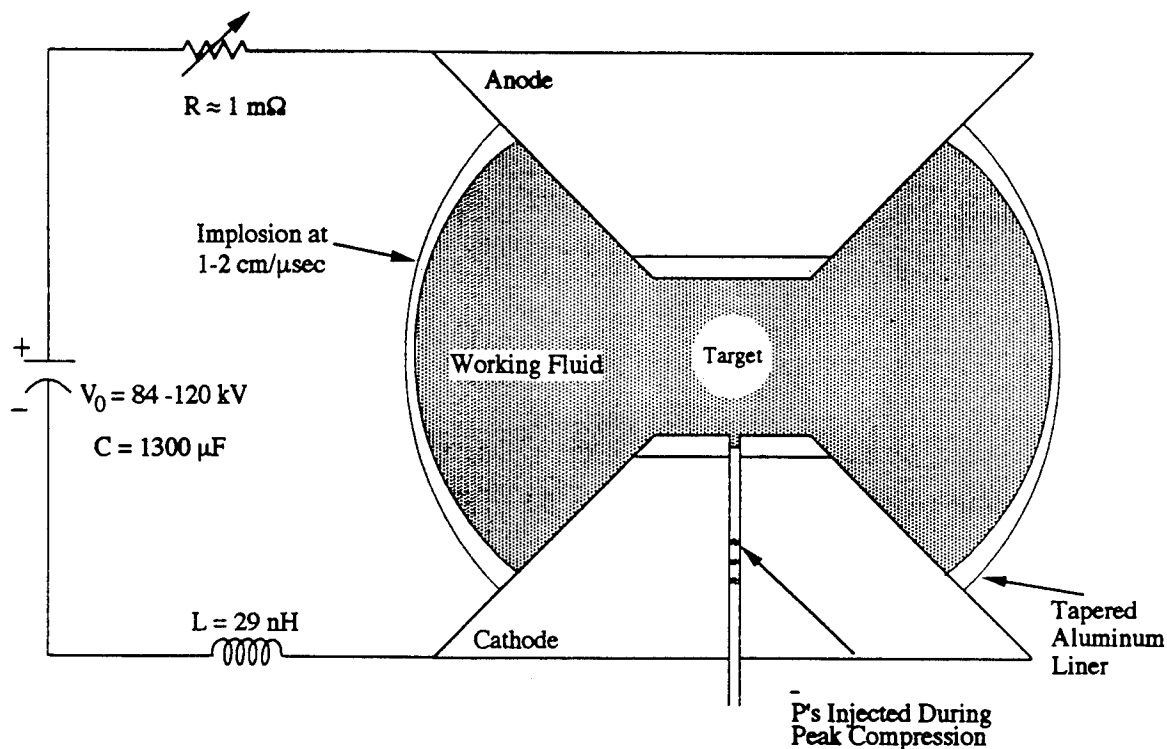 R ≈ 1 mΩ
Anode
Implosion at
1-2 cm/μsec
+
-
V₀ = 84 -120 kV
C = 1300 μF
Working Fluid
Target
L = 29 nH
Cathode
Tapered
Aluminum
Liner
P̄'s Injected During
Peak Compression